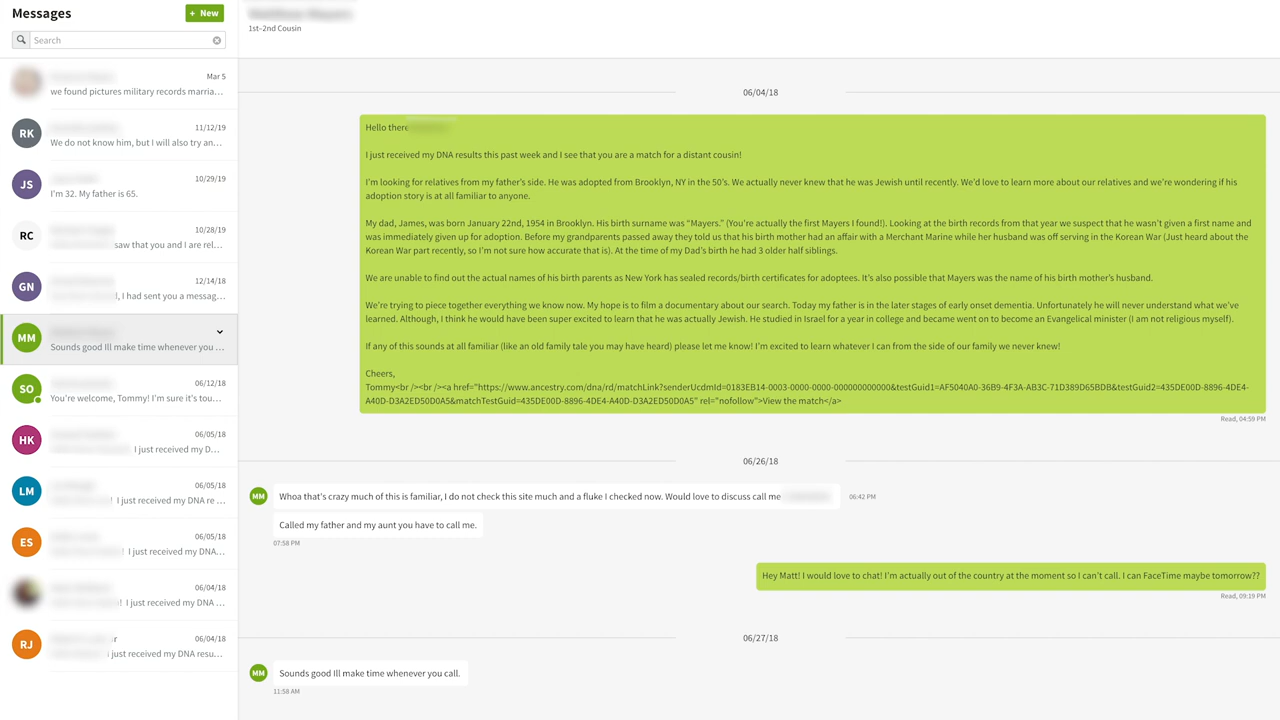 Messages
+ New
Search
Mar 5
we found pictures military records marria...
RK
11/12/19
We do not know him, but I will also try an...
JS
10/29/19
I'm 32. My father is 65.
RC
10/28/19
saw that you and I are rel...
GN
12/14/18
, I had sent you a messag...
MM
Sounds good Ill make time whenever you ...
SO
06/12/18
You're welcome, Tommy! I'm sure it's tou...
HK
06/05/18
I just received my D...
LM
06/05/18
! I just received my DNA re ...
ES
06/05/18
! I just received my DNA...
06/04/18
! I just received my DNA ...
RJ
r
06/04/18
i just received my DNA resu...
1st–2nd Cousin
06/04/18
Hello there
I just received my DNA results this past week and I see that you are a match for a distant cousin!
I'm looking for relatives from my father's side. He was adopted from Brooklyn, NY in the 50's. We actually never knew that he was Jewish until recently. We'd love to learn more about our relatives and we're wondering if his
adoption story is at all familiar to anyone.
My dad, James, was born January 22nd, 1954 in Brooklyn. His birth surname was "Mayers." (You're actually the first Mayers I found!). Looking at the birth records from that year we suspect that he wasn't given a first name and
was immediately given up for adoption. Before my grandparents passed away they told us that his birth mother had an affair with a Merchant Marine while her husband was off serving in the Korean War (Just heard about the
Korean War part recently, so I'm not sure how accurate that is). At the time of my Dad's birth he had 3 older half siblings.
We are unable to find out the actual names of his birth parents as New York has sealed records/birth certificates for adoptees. It's also possible that Mayers was the name of his birth mother's husband.
We're trying to piece together everything we know now. My hope is to film a documentary about our search. Today my father is in the later stages of early onset dementia. Unfortunately he will never understand what we've
learned. Although, I think he would have been super excited to learn that he was actually Jewish. He studied in Israel for a year in college and became went on to become an Evangelical minister (I am not religious myself).
If any of this sounds at all familiar (like an old family tale you may have heard) please let me know! I'm excited to learn whatever I can from the side of our family we never knew!
Cheers,
Tommy<br /><br /><a href="https://www.ancestry.com/dna/rd/matchLink?senderUcdmId=0183EB14-0003-0000-0000-000000000000&testGuid1=AF5040A0-36B9-4F3A-AB3C-71D389D65BDB&testGuid2=435DE00D-8896-4DE4-
A40D-D3A2ED50D0A5&matchTestGuid=435DE00D-8896-4DE4-A40D-D3A2ED50D0A5" rel="nofollow">View the match</a>
Read, 04:59 PM
06/26/18
MM
Whoa that's crazy much of this is familiar, I do not check this site much and a fluke I checked now. Would love to discuss call me
06:42 PM
Called my father and my aunt you have to call me.
07:58 PM
Hey Matt! I would love to chat! I'm actually out of the country at the moment so I can't call. I can FaceTime maybe tomorrow??
Read, 09:19 PM
06/27/18
MM
Sounds good Ill make time whenever you call.
11:58 AM